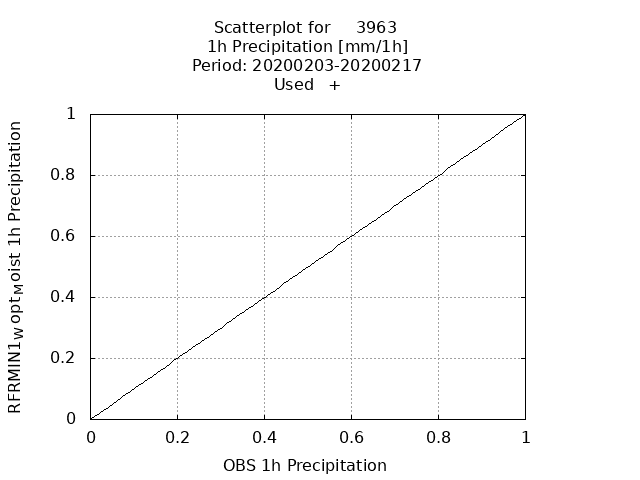 Scatterplot for 3963
1h Precipitation [mm/1h]
Period: 20200203-20200217
Used +
1
0.8
0.6
0.4
0.2
0
0 0.2 0.4 0.6 0.8 1
RFRMIN1WoptMoist 1h Precipitation
OBS 1h Precipitation